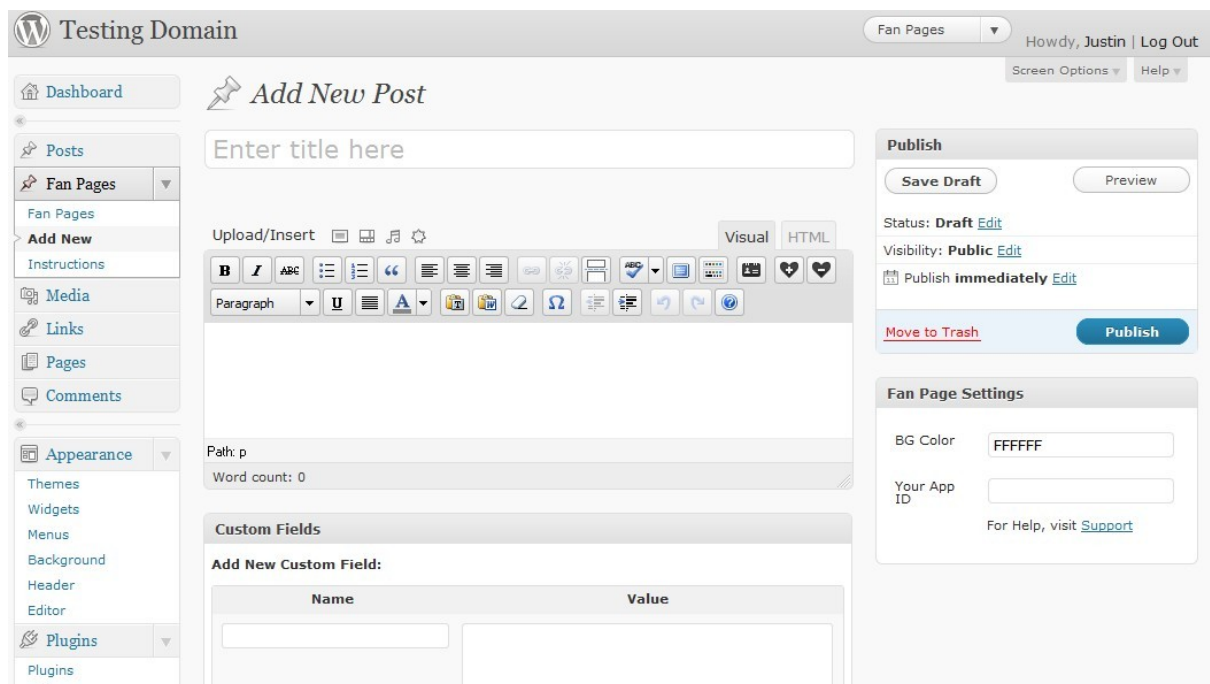 Testing Domain
Fan Pages
Howdy, Justin | Log Out
Screen Options
Help
Dashboard
Posts
Fan Pages
Fan Pages
Add New
Instructions
Media
Links
Pages
Comments
Appearance
Themes
Widgets
Menus
Background
Header
Editor
Plugins
Plugins
Add New Post
Enter title here
Upload/Insert
Visual
HTML
B I ABC “ ABC
Paragraph U A T W Ω ?
Path: p
Word count: 0
Custom Fields
Add New Custom Field:
Name Value
Publish
Save Draft
Preview
Status: Draft Edit
Visibility: Public Edit
Publish immediately Edit
Move to Trash
Publish
Fan Page Settings
BG Color
FFFFFF
Your App
ID
For Help, visit Support